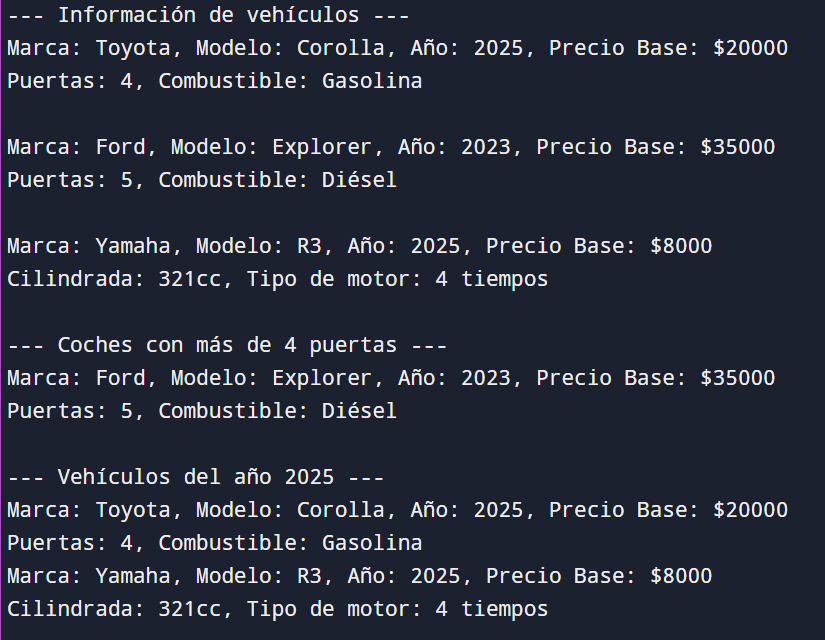 --- Información de vehículos ---
Marca: Toyota, Modelo: Corolla, Año: 2025, Precio Base: $20000
Puertas: 4, Combustible: Gasolina

Marca: Ford, Modelo: Explorer, Año: 2023, Precio Base: $35000
Puertas: 5, Combustible: Diésel

Marca: Yamaha, Modelo: R3, Año: 2025, Precio Base: $8000
Cilindrada: 321cc, Tipo de motor: 4 tiempos

--- Coches con más de 4 puertas ---
Marca: Ford, Modelo: Explorer, Año: 2023, Precio Base: $35000
Puertas: 5, Combustible: Diésel

--- Vehículos del año 2025 ---
Marca: Toyota, Modelo: Corolla, Año: 2025, Precio Base: $20000
Puertas: 4, Combustible: Gasolina
Marca: Yamaha, Modelo: R3, Año: 2025, Precio Base: $8000
Cilindrada: 321cc, Tipo de motor: 4 tiempos